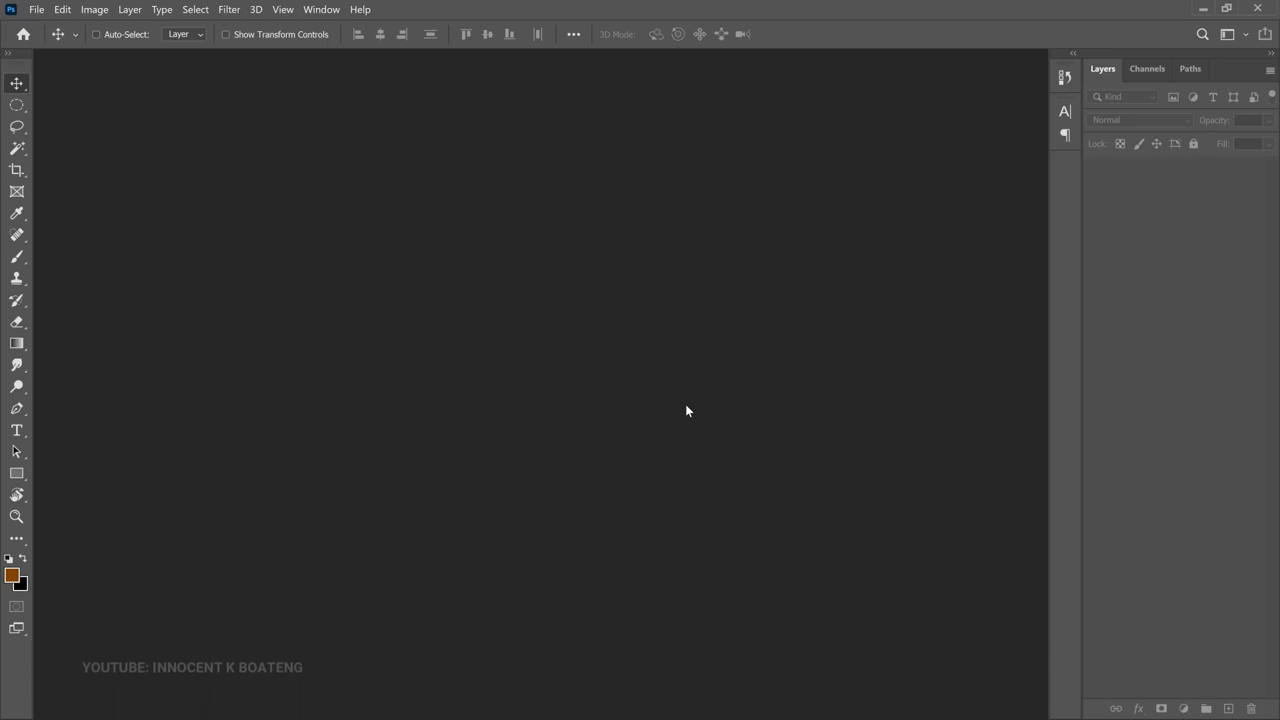 Ps File Edit Image Layer Type Select Filter 3D View Window Help
Auto-Select: Layer Show Transform Controls 3D Mode:
Layers Channels Paths
Kind
Normal Opacity:
Lock: Fill:
YOUTUBE: INNOCENT K BOATENG